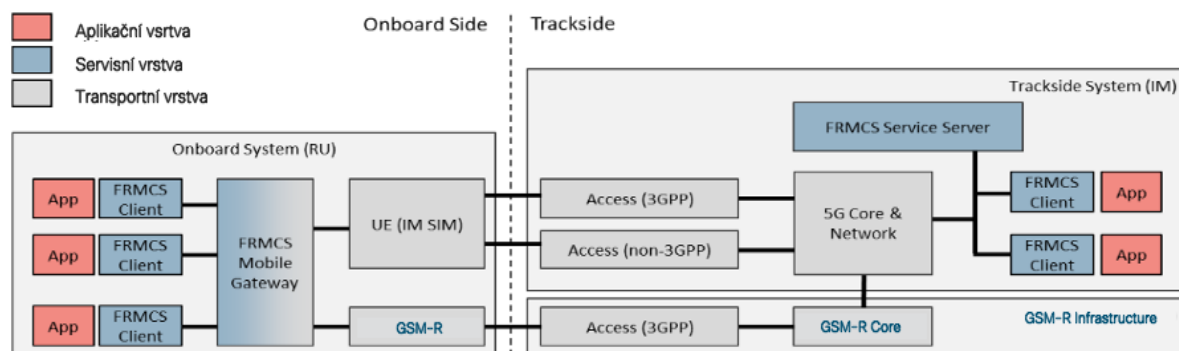 Aplikační vsrtva
Servisní vrstva
Transportní vrstva
Onboard Side
Trackside
Onboard System (RU)
App
FRMCS
Client
App
FRMCS
Client
App
FRMCS
Client
FRMCS
Mobile
Gateway
UE (IM SIM)
GSM-R
Trackside System (IM)
FRMCS Service Server
Access (3GPP)
Access (non-3GPP)
5G Core &
Network
FRMCS
Client
App
FRMCS
Client
App
Access (3GPP)
GSM-R Core
GSM-R Infrastructure